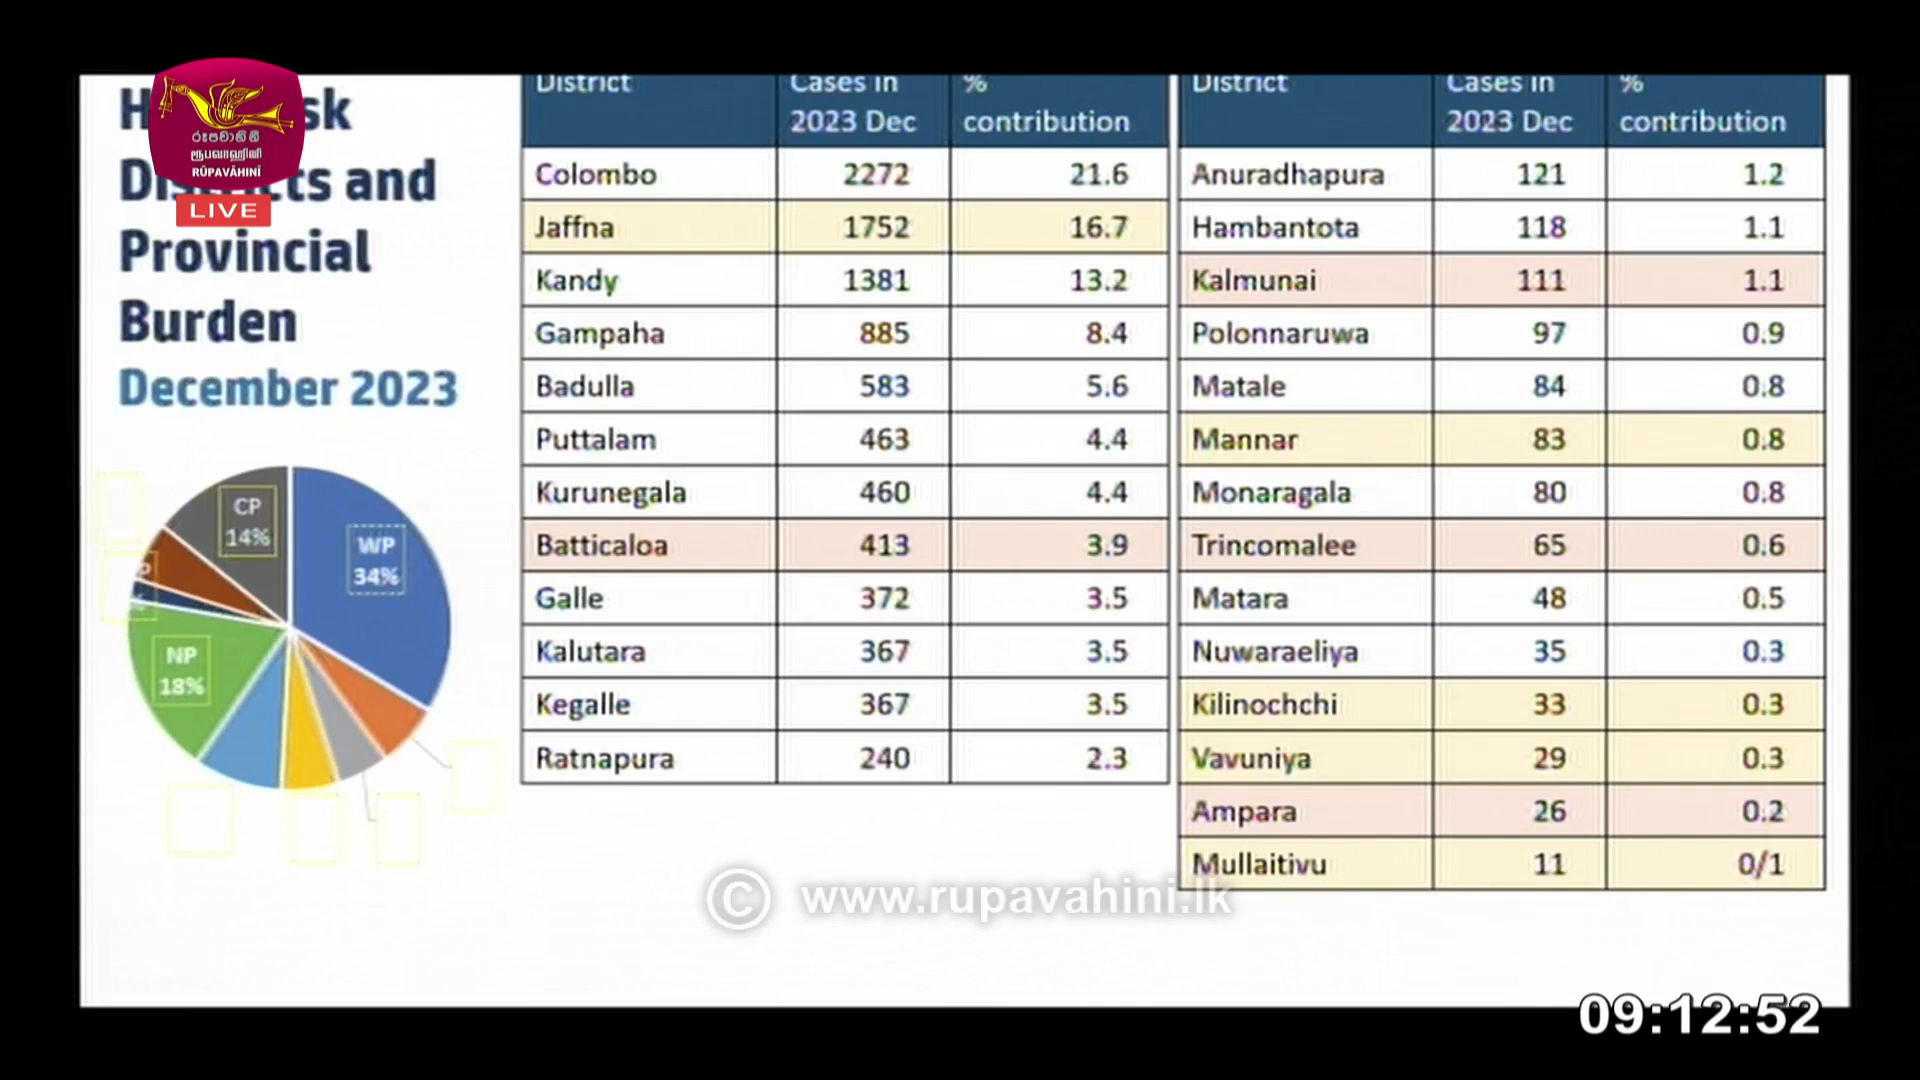 රූපවාහිනී
ரூபவாஹினி
RŪPAVĀHINĪ
LIVE
and
Provincial
Burden
December 2023
CP
14%
WP
34%
NP
18%
District Cases in 2023 Dec % contribution
Colombo 2272 21.6
Jaffna 1752 16.7
Kandy 1381 13.2
Gampaha 885 8.4
Badulla 583 5.6
Puttalam 463 4.4
Kurunegala 460 4.4
Batticaloa 413 3.9
Galle 372 3.5
Kalutara 367 3.5
Kegalle 367 3.5
Ratnapura 240 2.3
District Cases in 2023 Dec % contribution
Anuradhapura 121 1.2
Hambantota 118 1.1
Kalmunai 111 1.1
Polonnaruwa 97 0.9
Matale 84 0.8
Mannar 83 0.8
Monaragala 80 0.8
Trincomalee 65 0.6
Matara 48 0.5
Nuwaraeliya 35 0.3
Kilinochchi 33 0.3
Vavuniya 29 0.3
Ampara 26 0.2
Mullaitivu 11 0/1
© www.rupavahini.lk
09:12:52